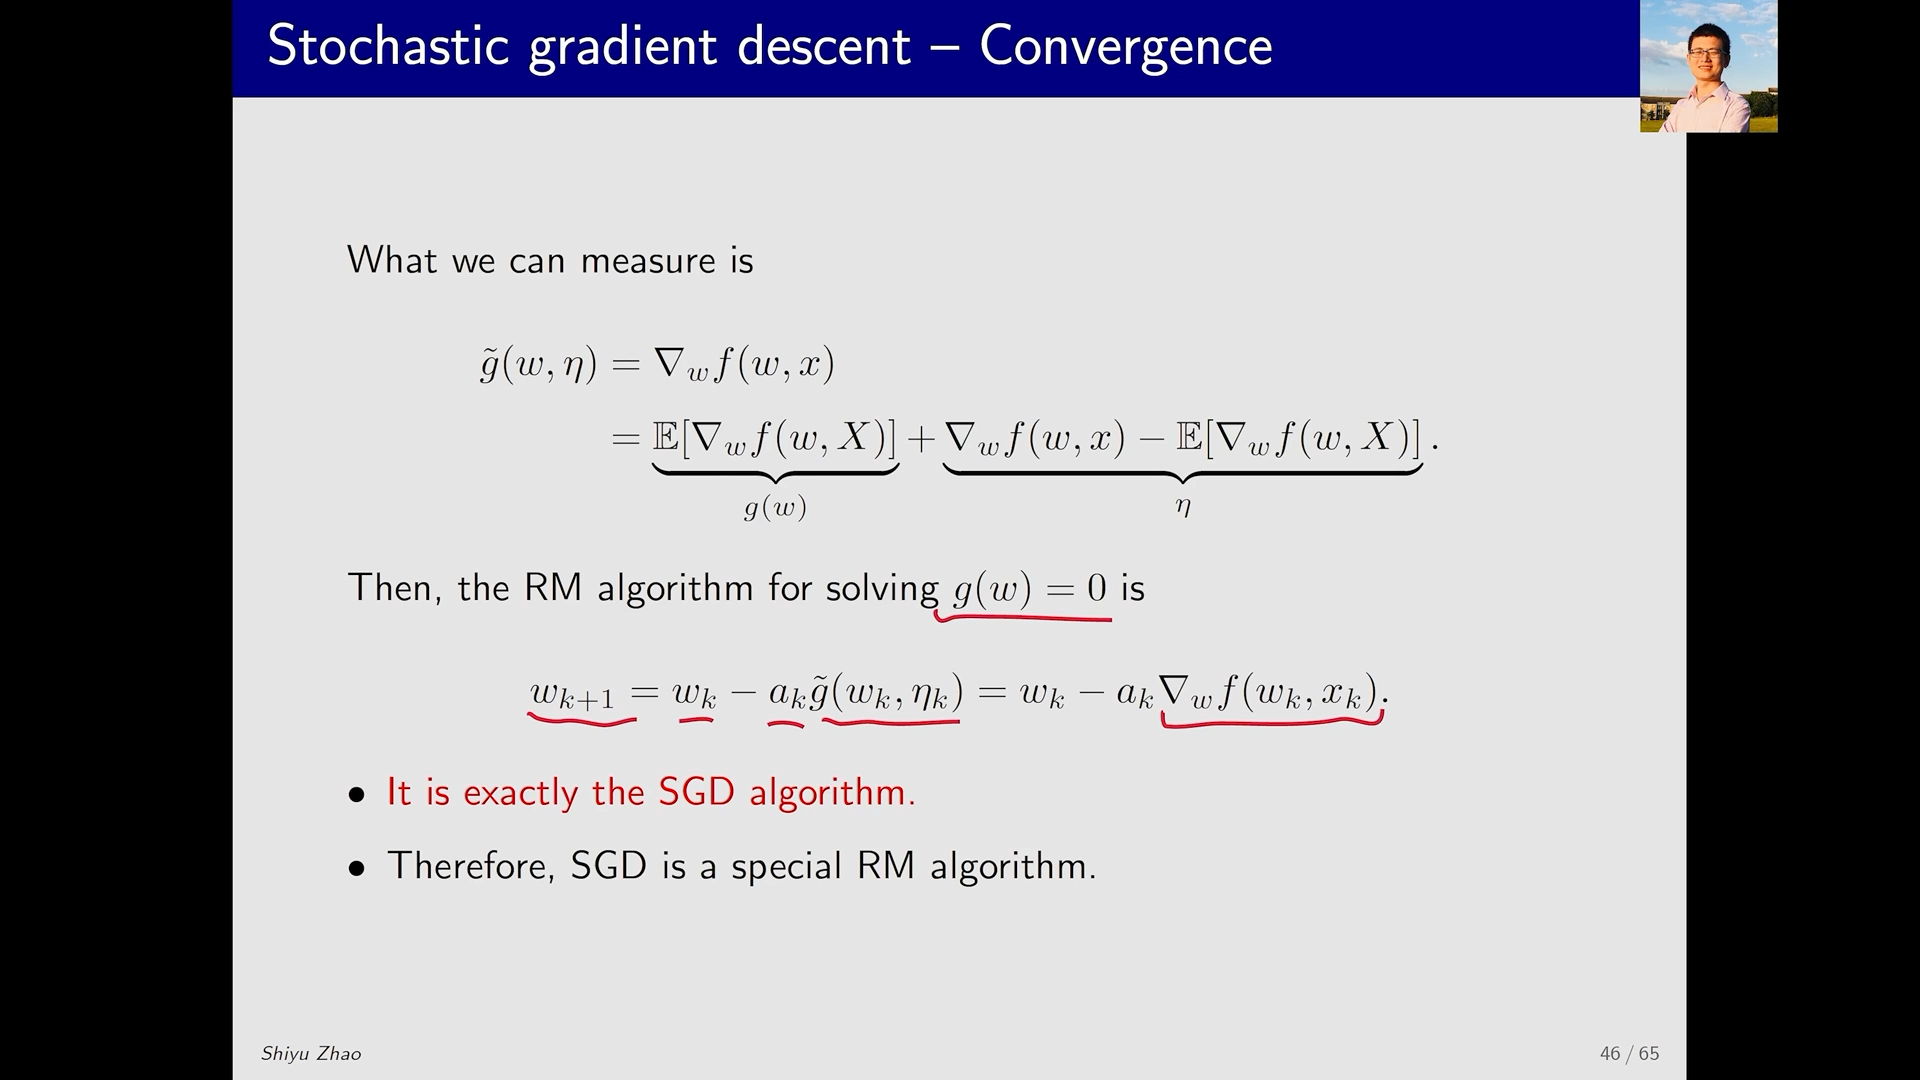 Stochastic gradient descent – Convergence
What we can measure is
g̃(w, η) = ∇_w f(w, x)
= 𝔼[∇_w f(w, X)] + ∇_w f(w, x) − 𝔼[∇_w f(w, X)].
g(w) η
Then, the RM algorithm for solving g(w) = 0 is
w_{k+1} = w_k − a_k g̃(w_k, η_k) = w_k − a_k ∇_w f(w_k, x_k).
• It is exactly the SGD algorithm.
• Therefore, SGD is a special RM algorithm.
Shiyu Zhao
46 / 65